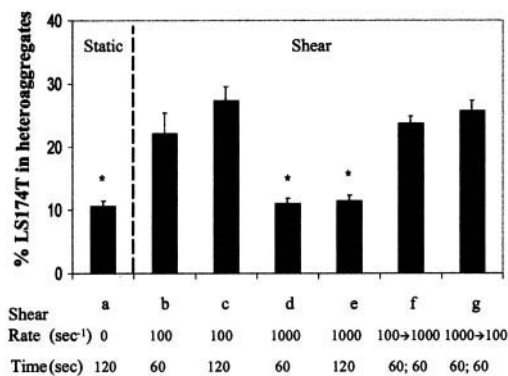 % LS174T in heteroaggregates
40
30
20
10
0
Static
Shear
*
*
*
Shear a b c d e f g
Rate (sec⁻¹) 0 100 100 1000 1000 100→1000 1000→100
Time (sec) 120 60 120 60 120 60; 60 60; 60